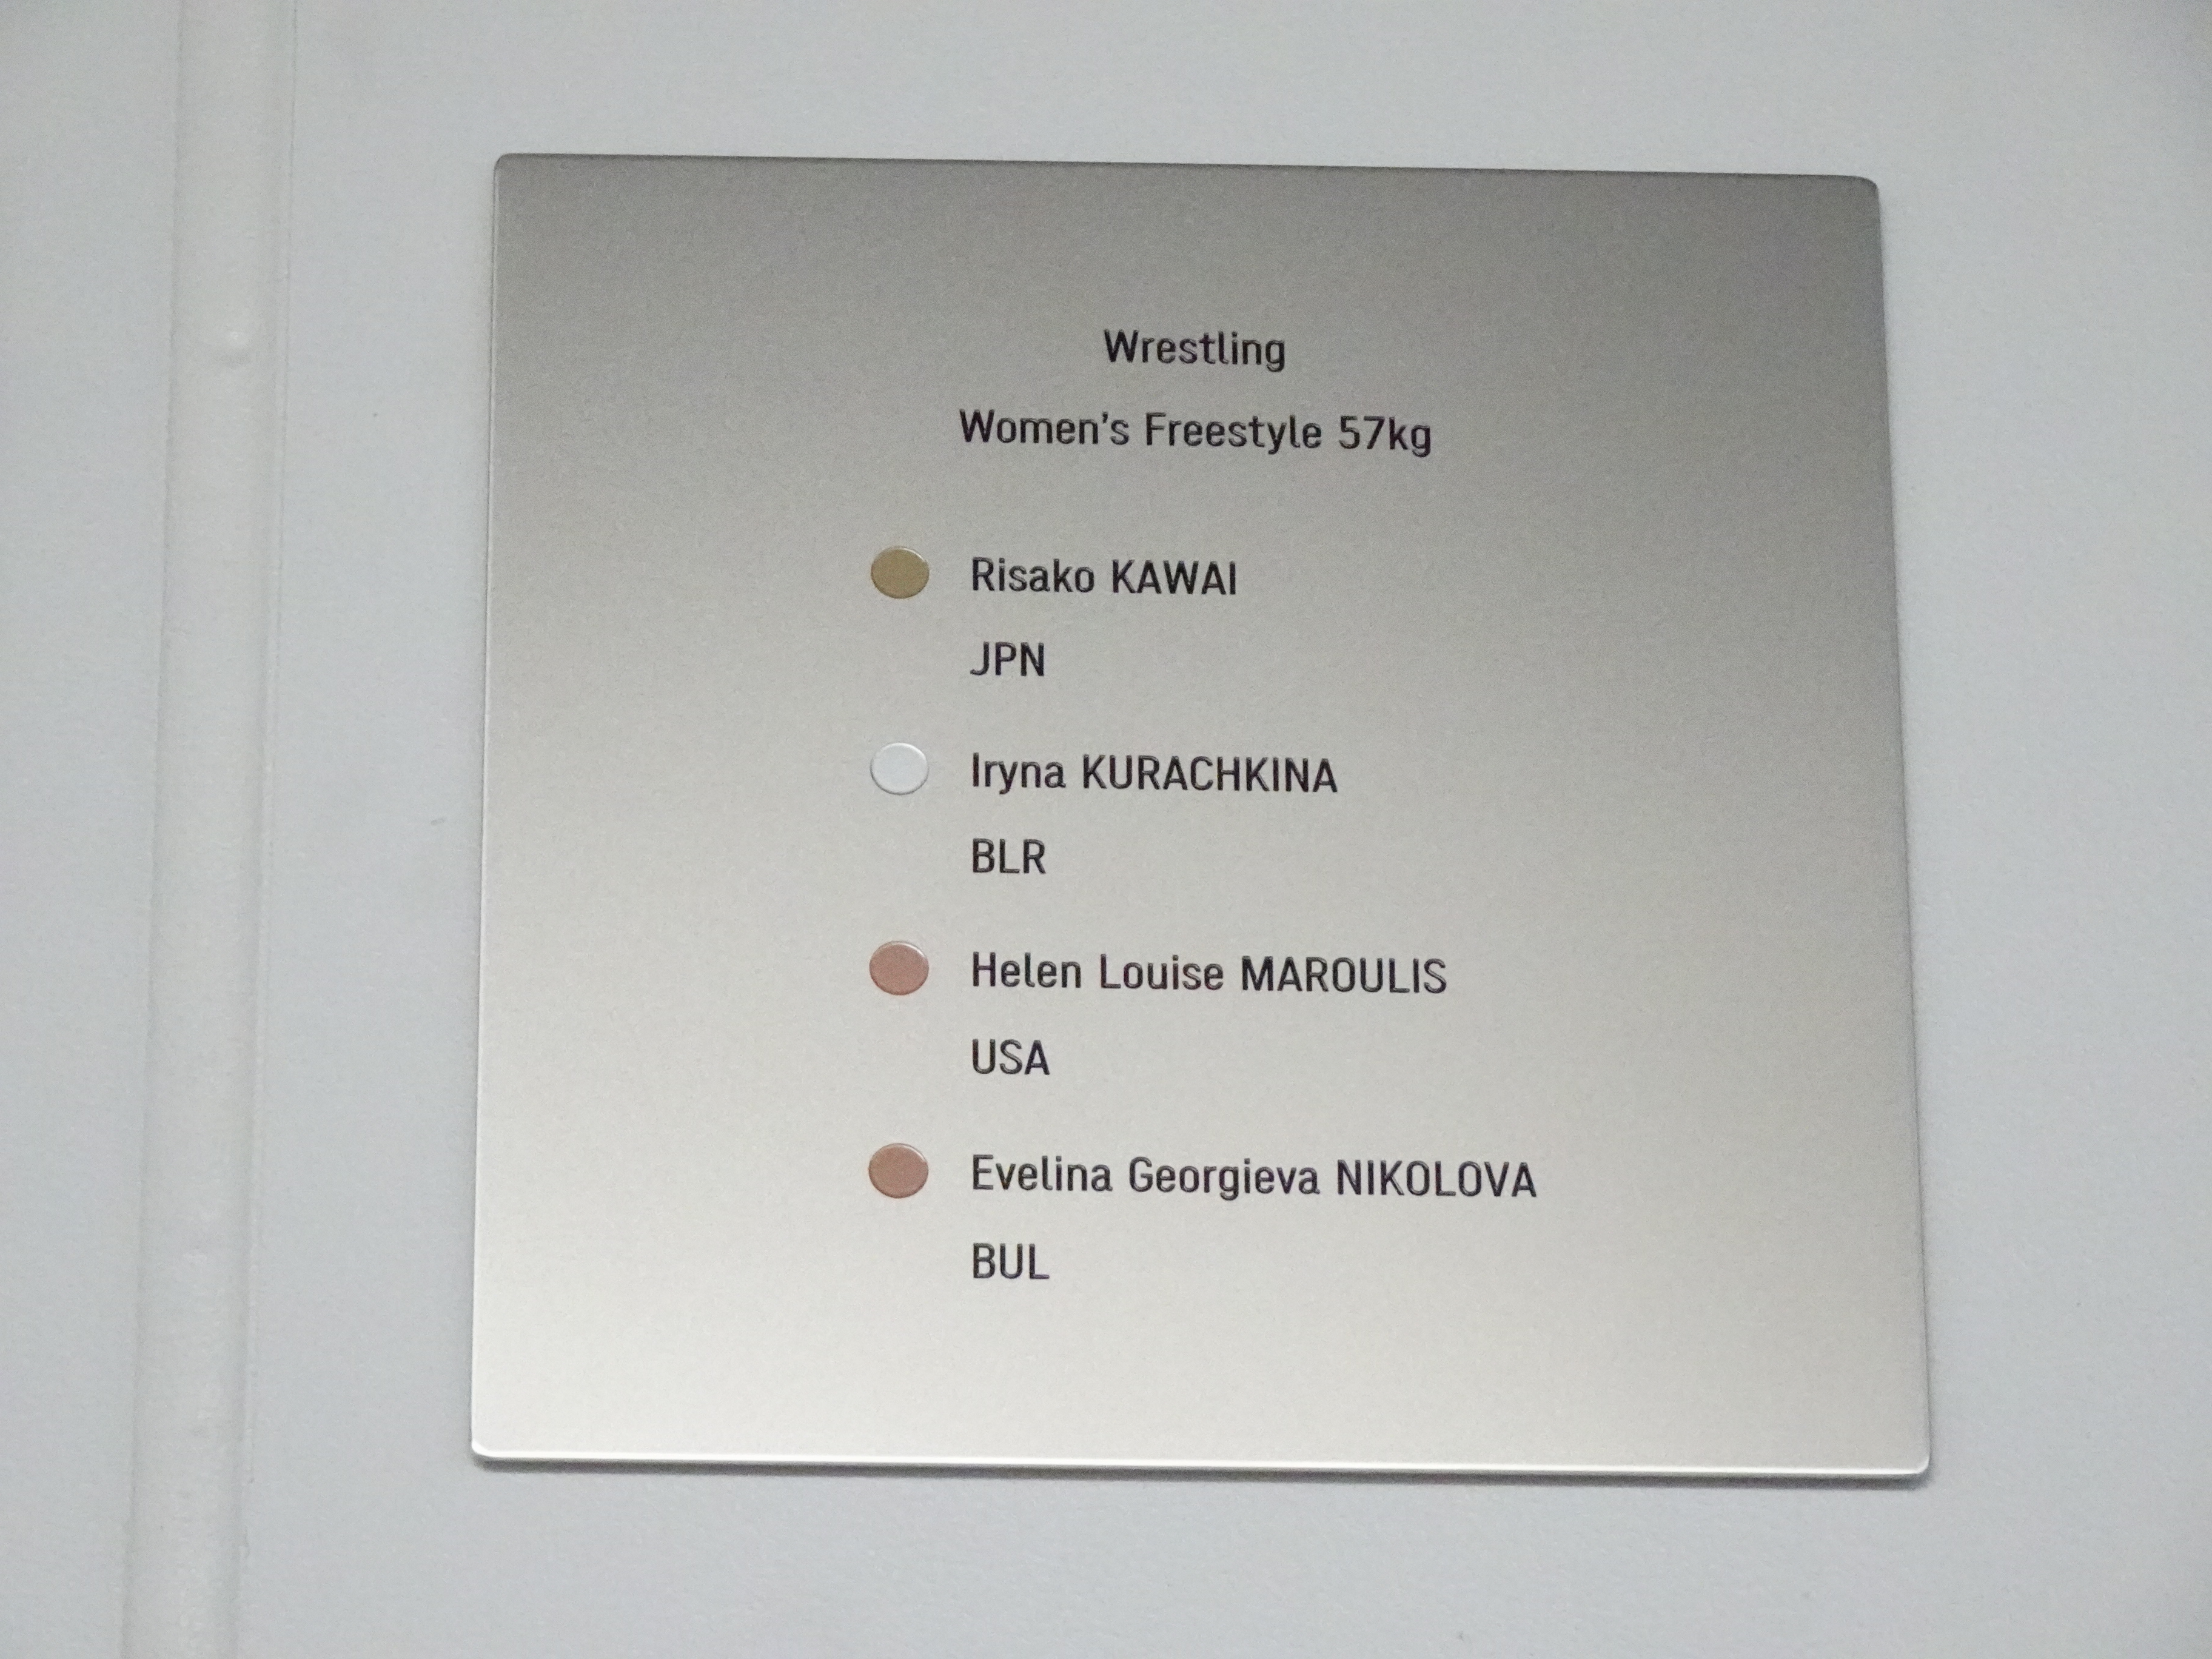 Wrestling
Women's Freestyle 57kg
Risako KAWAI
JPN
Iryna KURACHKINA
BLR
Helen Louise MAROULIS
USA
Evelina Georgieva NIKOLOVA
BUL